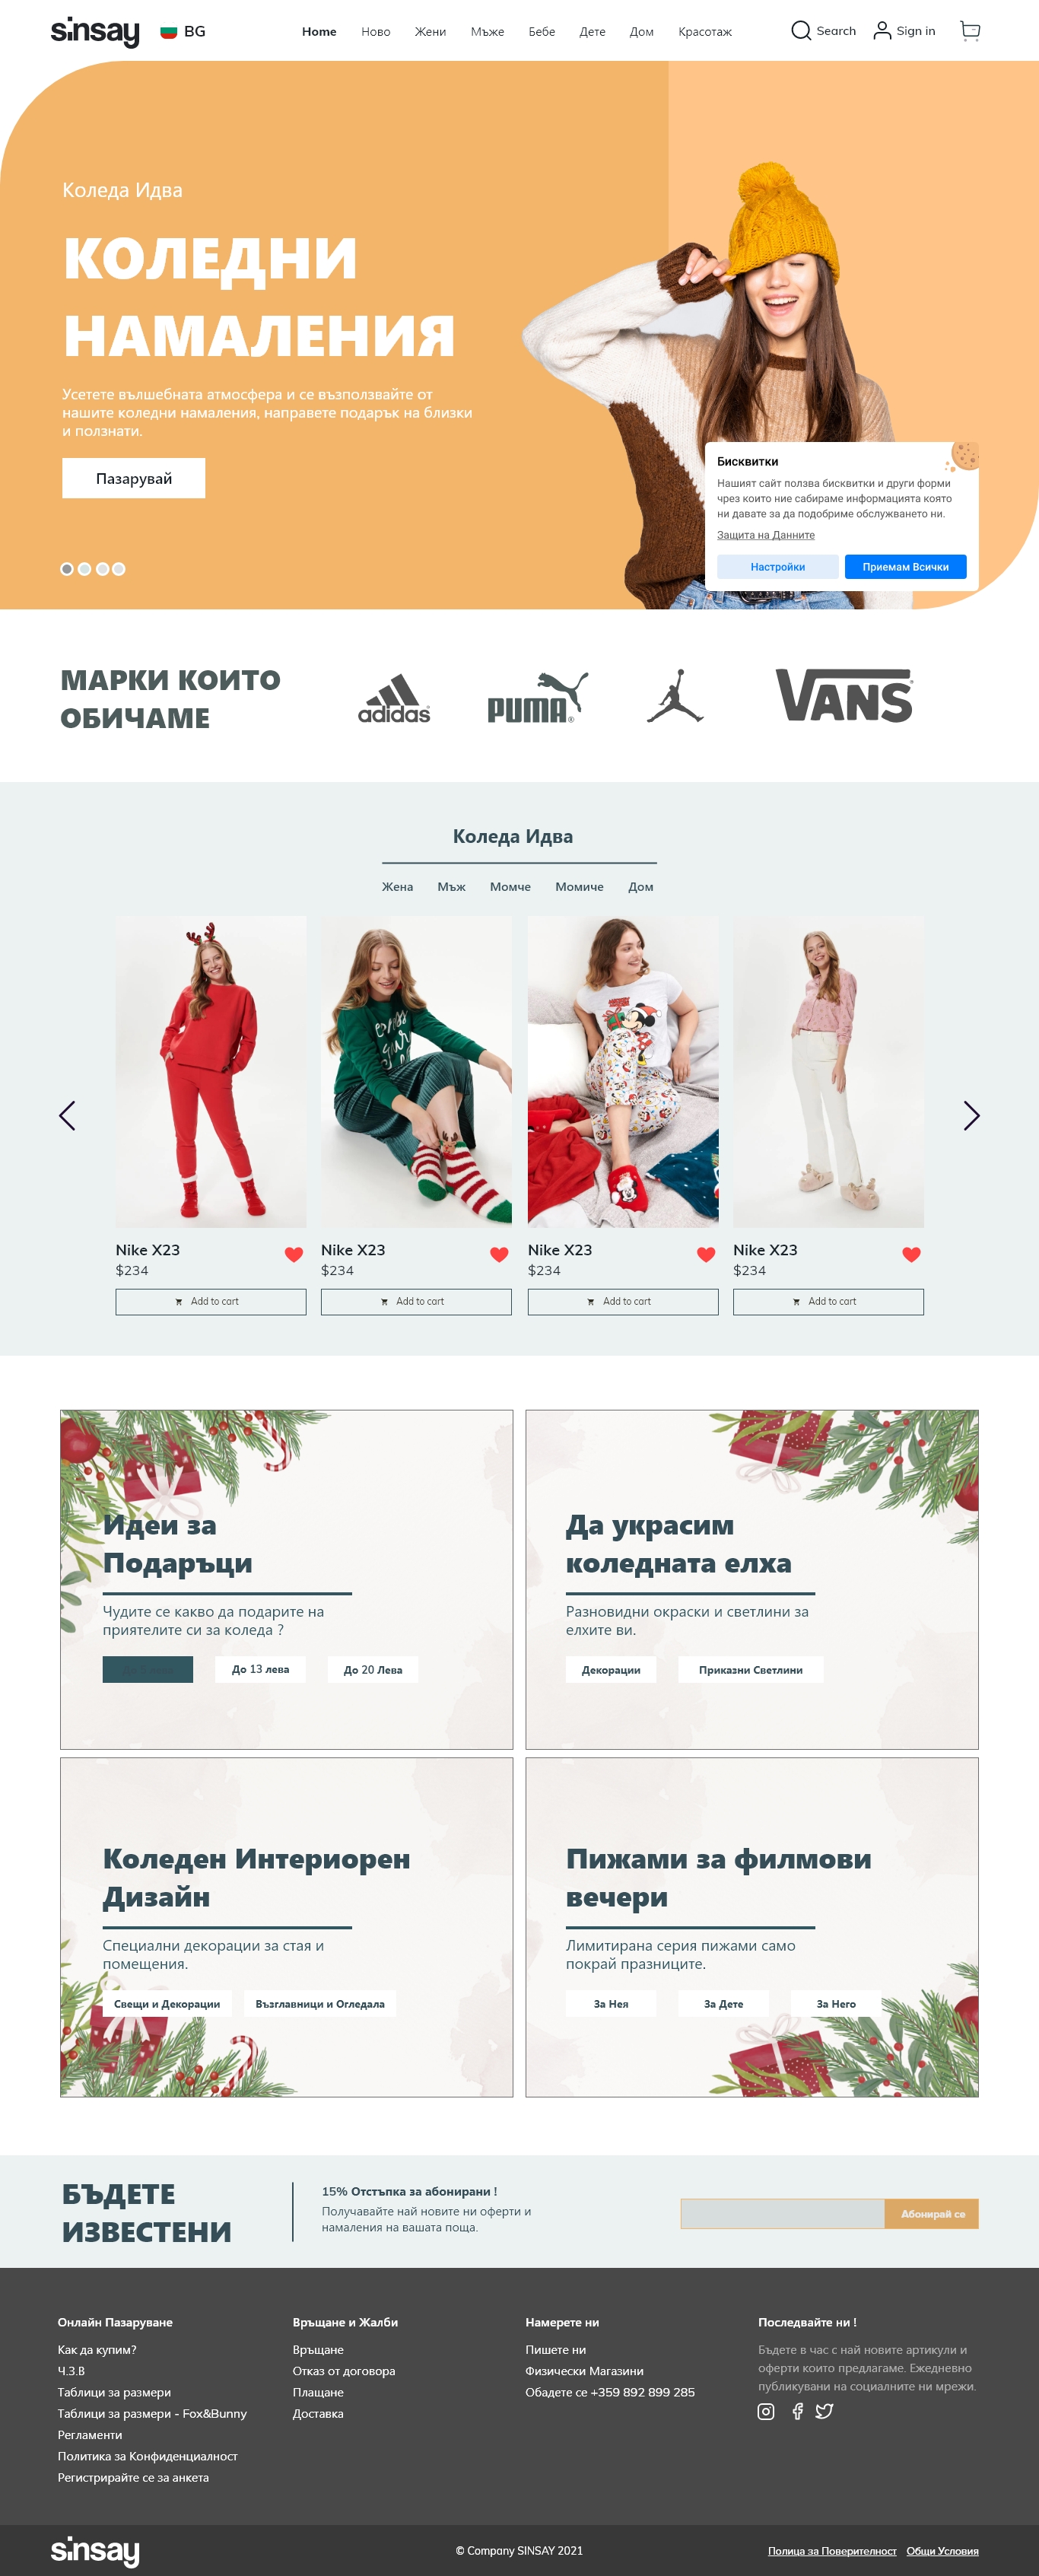 sinsay BG Home Ново Жени Мъже Бебе Дете Дом Красотаж Search Sign in
Коледа Идва
КОЛЕДНИ
НАМАЛЕНИЯ
Усетете вълшебната атмосфера и се възползвайте от
нашите коледни намаления, направете подарък на близки
и ползнати.
Пазарувай
Бисквитки
Нашият сайт ползва бисквитки и други форми
чрез които ние сабираме информацията която
ни давате за да подобриме обслужването ни.
Защита на Данните
Настройки Приемам Всички
МАРКИ КОИТО
ОБИЧАМЕ
adidas PUMA VANS
Коледа Идва
Жена Мъж Момче Момиче Дом
Nike X23 Nike X23 Nike X23 Nike X23
$234 $234 $234 $234
Add to cart Add to cart Add to cart Add to cart
Идеи за
Подаръци
Чудите се какво да подарите на
приятелите си за коледа ?
До 13 лева До 20 Лева
Да украсим
коледната елха
Разновидни окраски и светлини за
елхите ви.
Декорации Приказни Светлини
Коледен Интериорен
Дизайн
Специални декорации за стая и
помещения.
Свещи и Декорации Възглавници и Огледала
Пижами за филмови
вечери
Лимитирана серия пижами само
покрай празниците.
За Нея За Дете За Него
БЪДЕТЕ
ИЗВЕСТЕНИ
15% Отстъпка за абонирани !
Получавайте най новите ни оферти и
намаления на вашата поща.
Абонирай се
Онлайн Пазаруване
Как да купим?
Ч.З.В
Таблици за размери
Таблици за размери - Fox&Bunny
Регламенти
Политика за Конфиденциалност
Регистрирайте се за анкета
Връщане и Жалби
Връщане
Отказ от договора
Плащане
Доставка
Намерете ни
Пишете ни
Физически Магазини
Обадете се +359 892 899 285
Последвайте ни !
Бъдете в час с най новите артикули и
оферти които предлагаме. Ежедневно
публикувани на социалните ни мрежи.
sinsay © Company SINSAY 2021 Полица за Поверителност Общи Условия